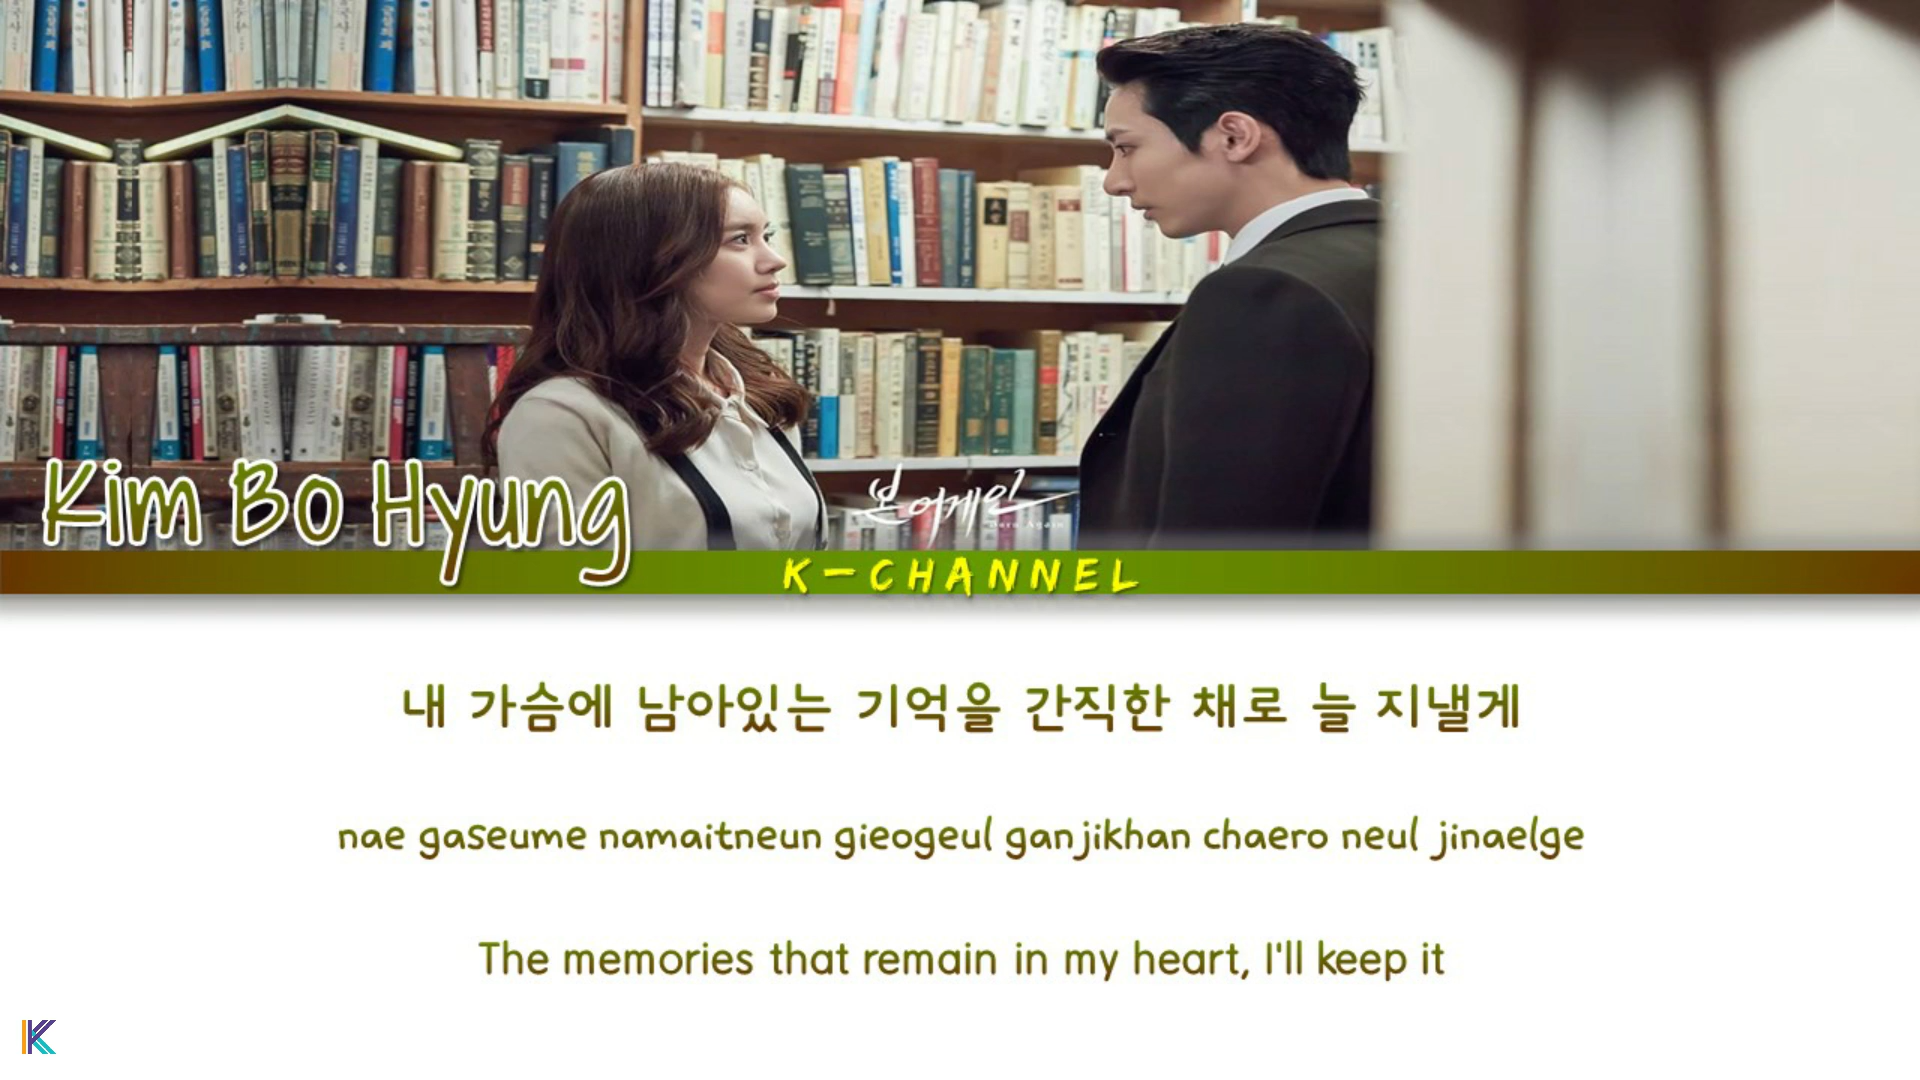 본 어게인
Born Again
Kim Bo Hyung
K-CHANNEL
내 가슴에 남아있는 기억을 간직한 채로 늘 지낼게
nae gaseume namaitneun gieogeul ganjikhan chaero neul jinaelge
The memories that remain in my heart, I'll keep it
K